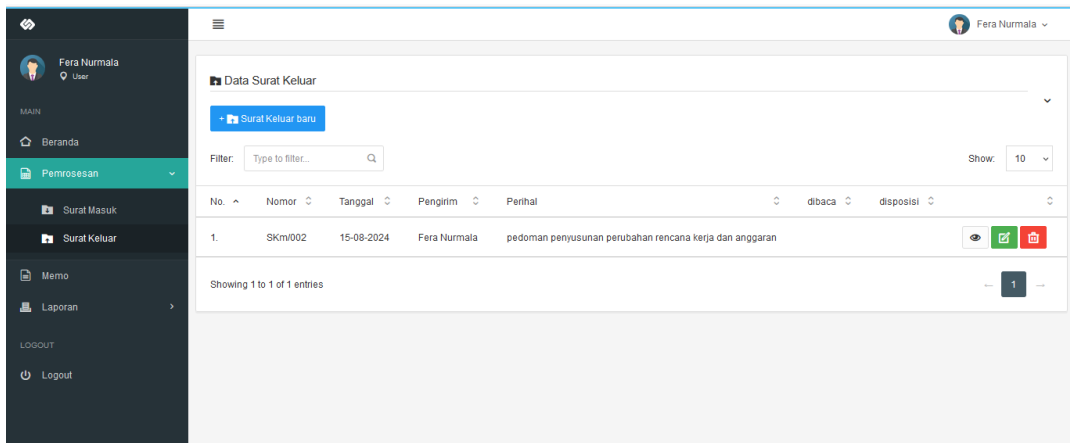 Fera Nurmala
Fera Nurmala
User
MAIN
Beranda
Pemrosesan
Surat Masuk
Surat Keluar
Memo
Laporan
LOGOUT
Logout
Data Surat Keluar
+ Surat Keluar baru
Filter: Type to filter... Show: 10
No. Nomor Tanggal Pengirim Perihal dibaca disposisi
1. SKm/002 15-08-2024 Fera Nurmala pedoman penyusunan perubahan rencana kerja dan anggaran
Showing 1 to 1 of 1 entries ← 1 →